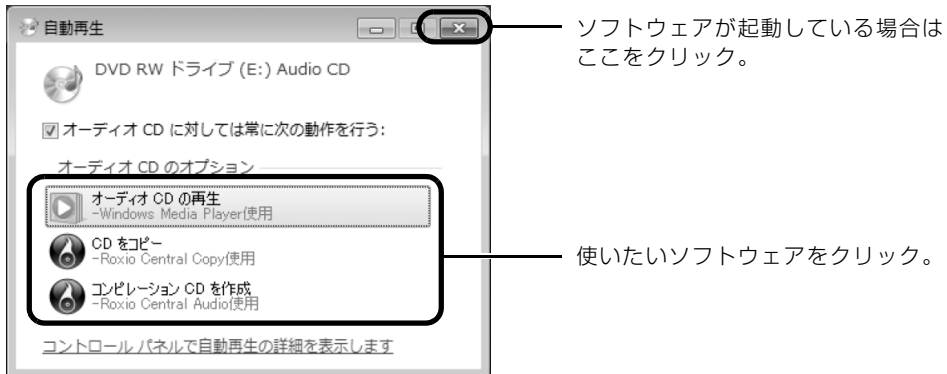 自動再生
DVD RW ドライブ (E:) Audio CD
オーディオ CD に対しては常に次の動作を行う:
オーディオ CD のオプション
オーディオ CD の再生
-Windows Media Player使用
CD をコピー
-Roxio Central Copy使用
コンピレーション CD を作成
-Roxio Central Audio使用
コントロール パネルで自動再生の詳細を表示します
ソフトウェアが起動している場合は
ここをクリック。
使いたいソフトウェアをクリック。